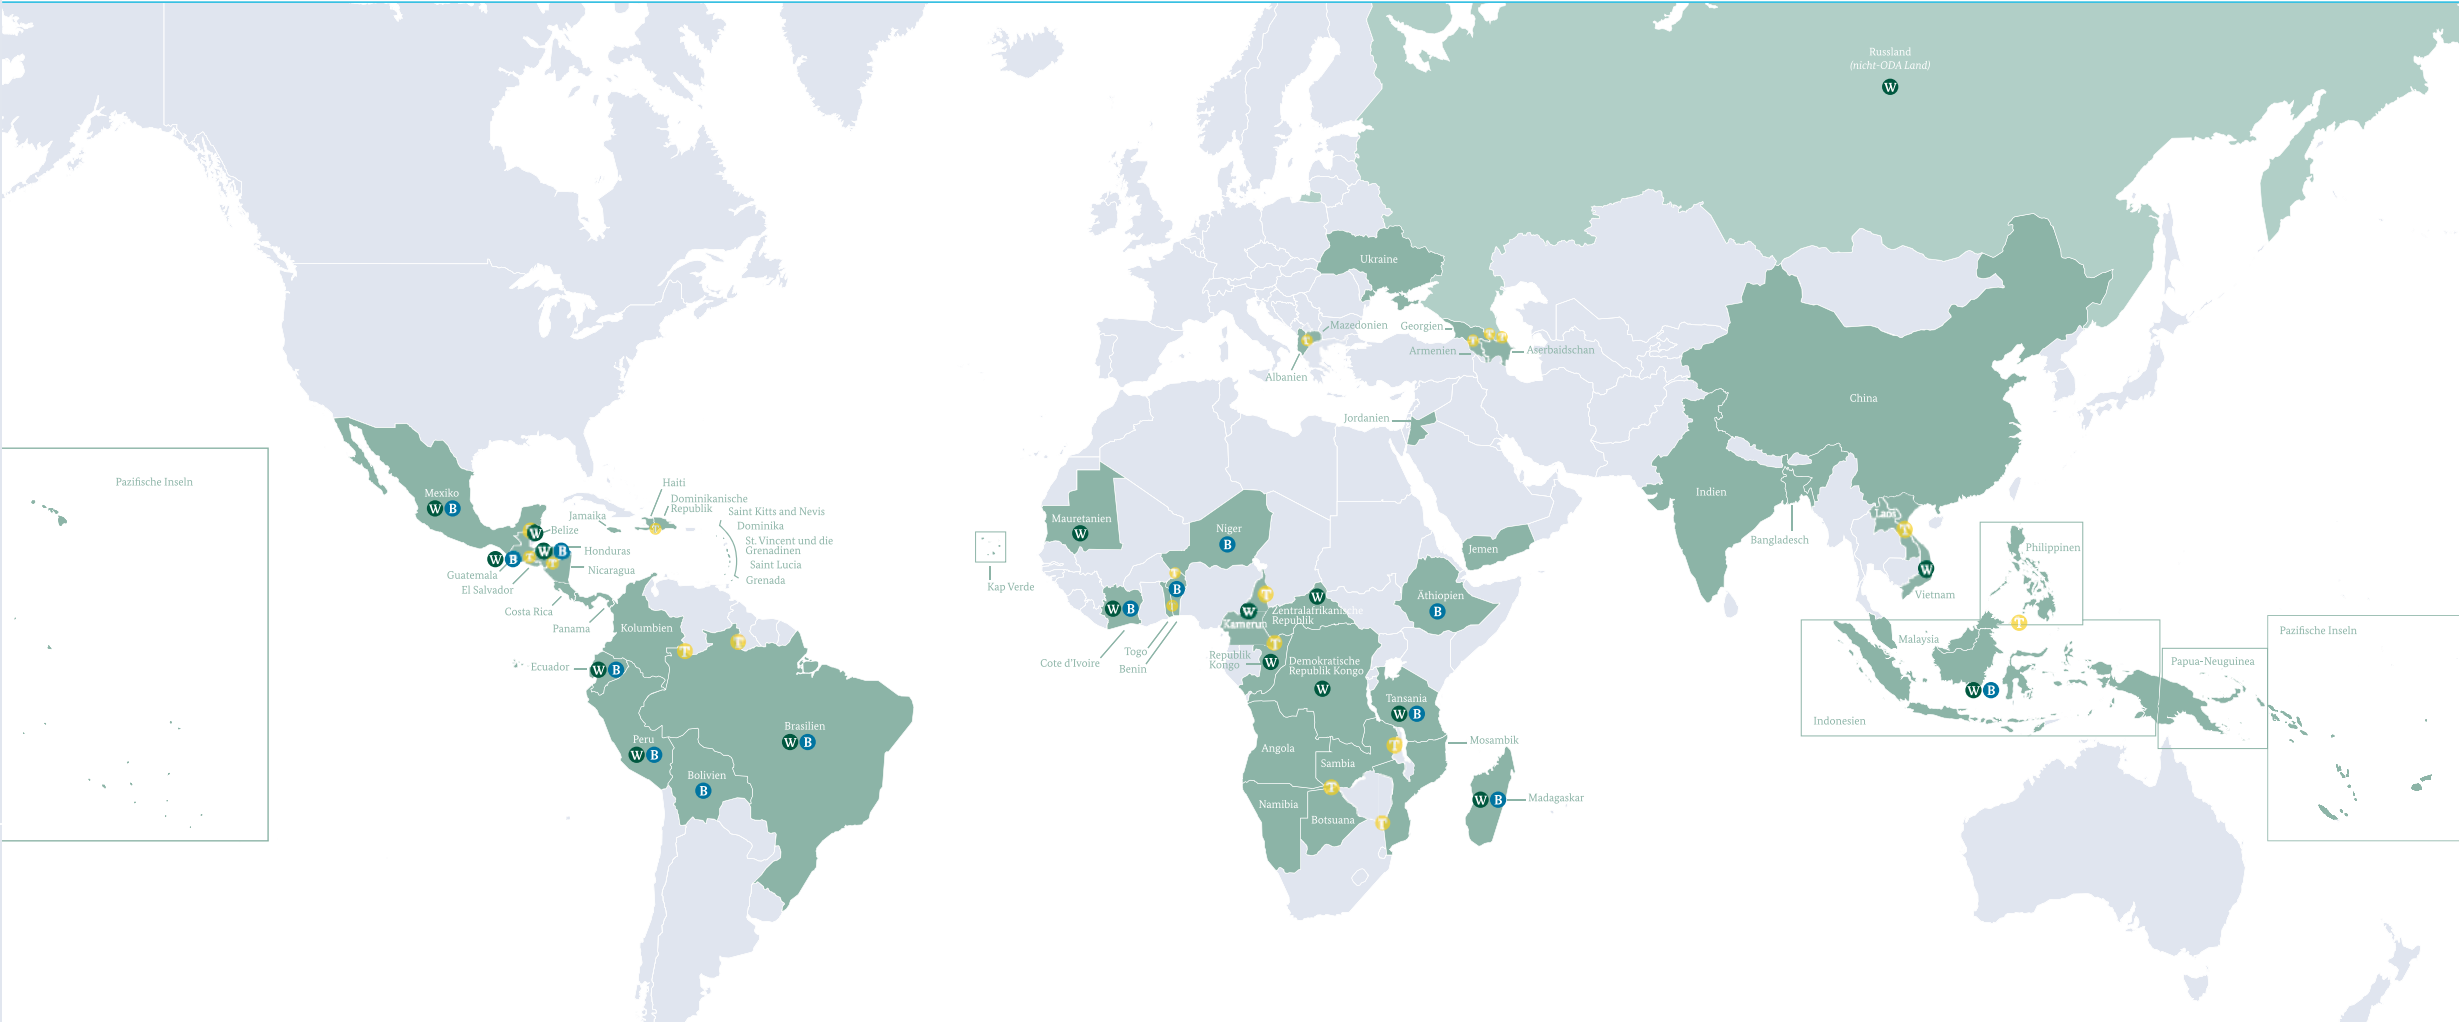 Russland
(nicht-ODA Land)
W
Ukraine
Mazedonien
Georgien
T
T
T
T
Armenien
Aserbaidschan
Albanien
China
Jordanien
Pazifische Inseln
Haiti
Mexiko
W B
Dominikanische
Republik
Jamaika
T
Saint Kitts and Nevis
Dominika
St. Vincent und die
Grenadinen
Saint Lucia
Grenada
T
W
Belize
W B
Honduras
W B
T
T
Nicaragua
Guatemala
El Salvador
Costa Rica
Panama
Kolumbien
T
T
Ecuador
W B
Brasilien
W B
Peru
W B
Bolivien
B
Kap Verde
Mauretanien
W
Niger
B
Jemen
T
B
T
W B
Cote d'Ivoire
Togo
Benin
T
W
Kamerun
W
Zentralafrikanische
Republik
Äthiopien
B
T
Republik
Kongo
W
Demokratische
Republik Kongo
W
Tansania
W B
Mosambik
T
Angola
Sambia
T
Namibia
Botsuana
T
W B
Madagaskar
Indien
Bangladesch
Laos
T
W
Vietnam
Philippinen
T
Malaysia
W B
Indonesien
Papua-Neuguinea
Pazifische Inseln